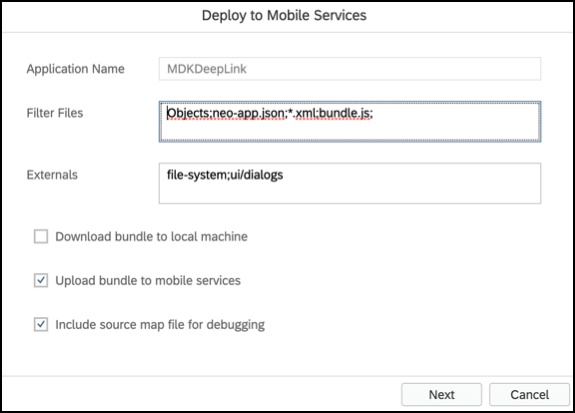 Deploy to Mobile Services
Application Name MDKDeepLink
Filter Files Objects;neo-app.json;*.xml;bundle.js;
Externals file-system;ui/dialogs
Download bundle to local machine
Upload bundle to mobile services
Include source map file for debugging
Next Cancel